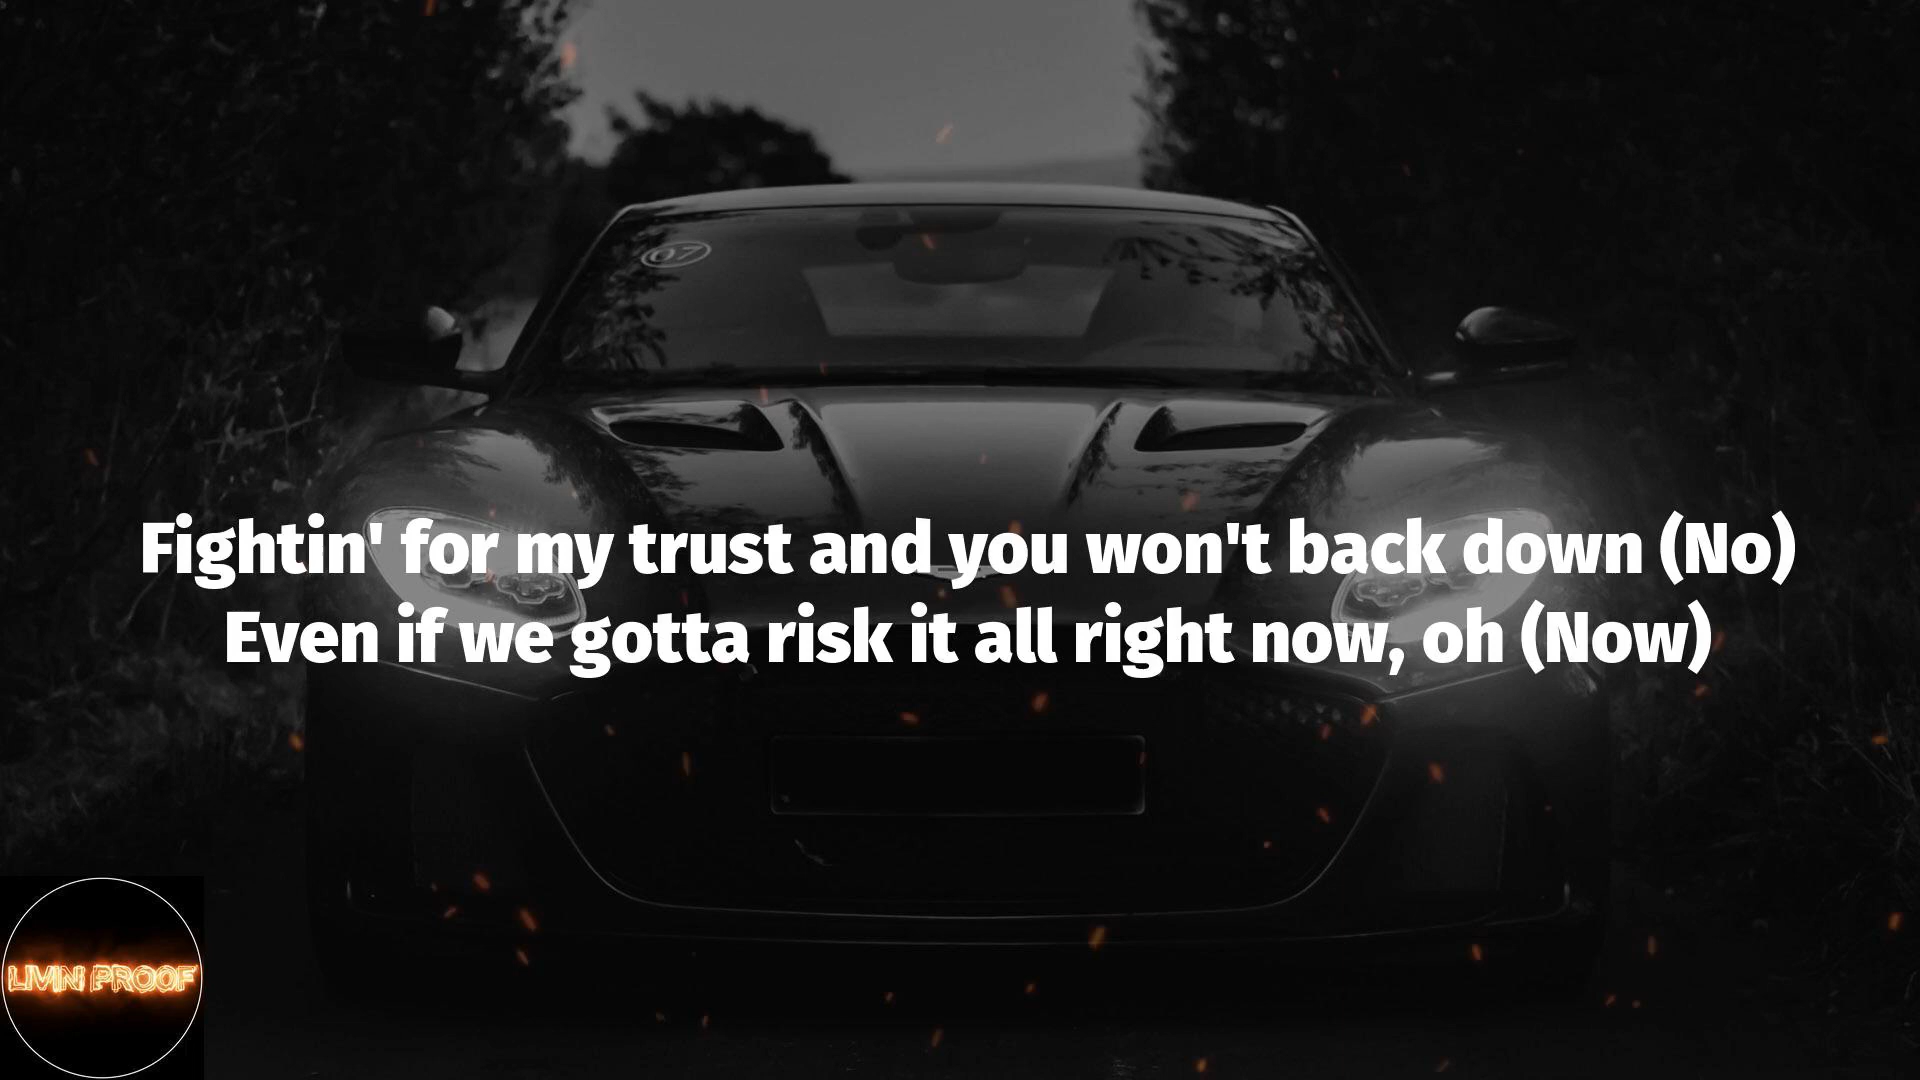 07
Fightin' for my trust and you won't back down (No)
Even if we gotta risk it all right now, oh (Now)
LIVIN PROOF